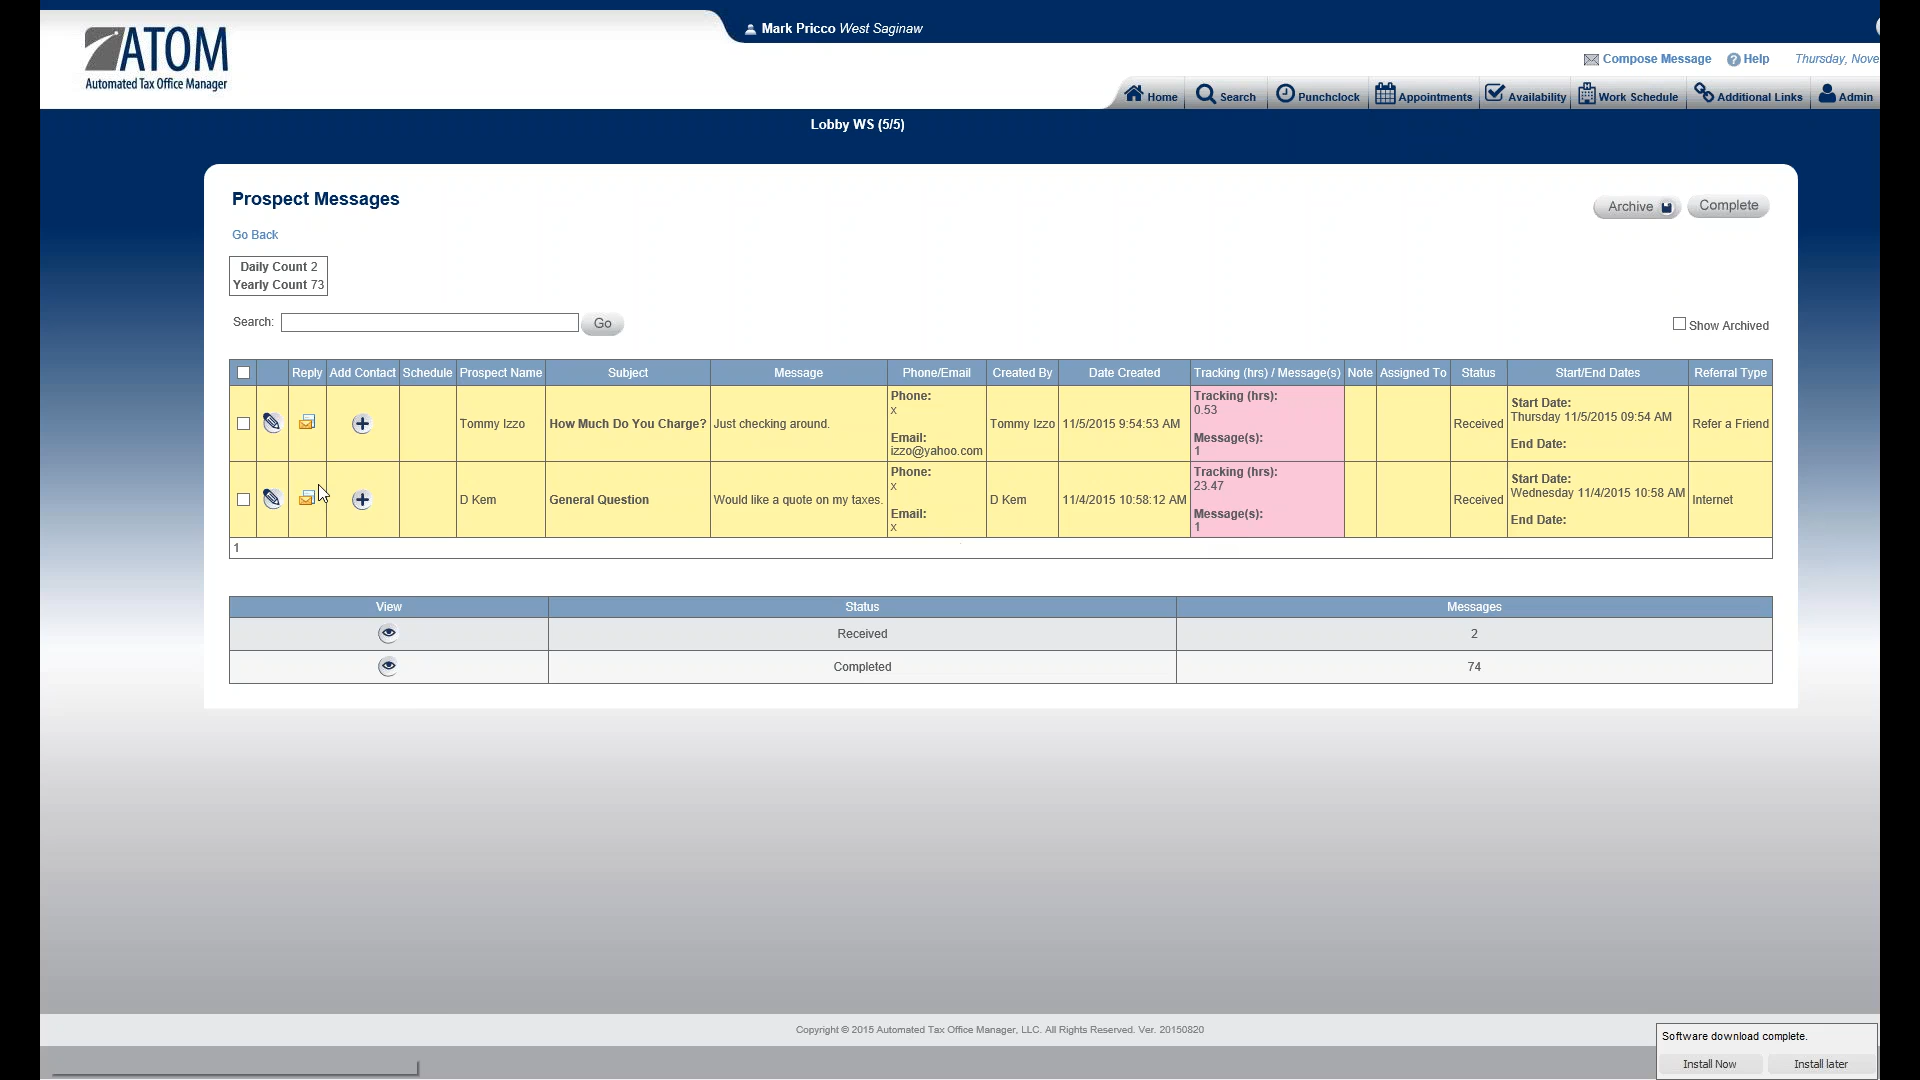 ATOM
Automated Tax Office Manager
Mark Pricco West Saginaw
Compose Message Help Thursday, Nove
Home Search Punchclock Appointments Availability Work Schedule Additional Links Admin
Lobby WS (5/5)
Prospect Messages
Archive Complete
Go Back
Daily Count 2
Yearly Count 73
Search: Go
Show Archived
Reply Add Contact Schedule Prospect Name Subject Message Phone/Email Created By Date Created Tracking (hrs) / Message(s) Note Assigned To Status Start/End Dates Referral Type
Tommy Izzo How Much Do You Charge? Just checking around. Phone: x Email: izzo@yahoo.com Tommy Izzo 11/5/2015 9:54:53 AM Tracking (hrs): 0.53 Message(s): 1 Received Start Date: Thursday 11/5/2015 09:54 AM End Date: Refer a Friend
D Kem General Question Would like a quote on my taxes. Phone: x Email: x D Kem 11/4/2015 10:58:12 AM Tracking (hrs): 23.47 Message(s): 1 Received Start Date: Wednesday 11/4/2015 10:58 AM End Date: Internet
1
View Status Messages
Received 2
Completed 74
Copyright © 2015 Automated Tax Office Manager, LLC. All Rights Reserved. Ver. 20150820
Software download complete.
Install Now Install later